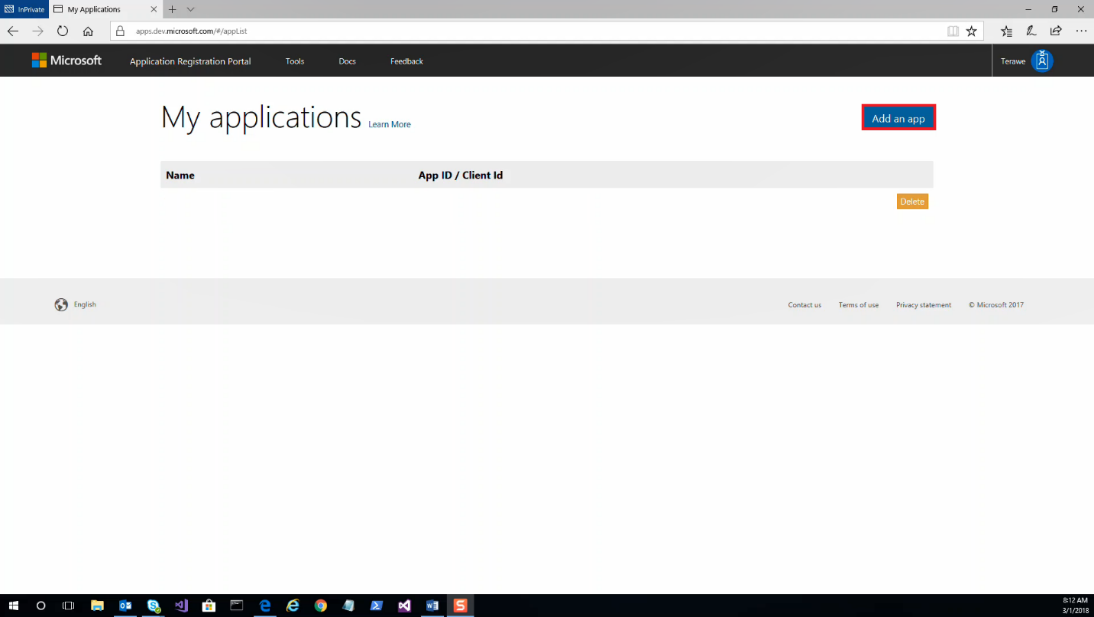 InPrivate My Applications
apps.dev.microsoft.com/#/appList
Microsoft Application Registration Portal Tools Docs Feedback Terawe
My applications Learn More Add an app
Name App ID / Client Id
Delete
English Contact us Terms of use Privacy statement © Microsoft 2017
8:12 AM
3/1/2018